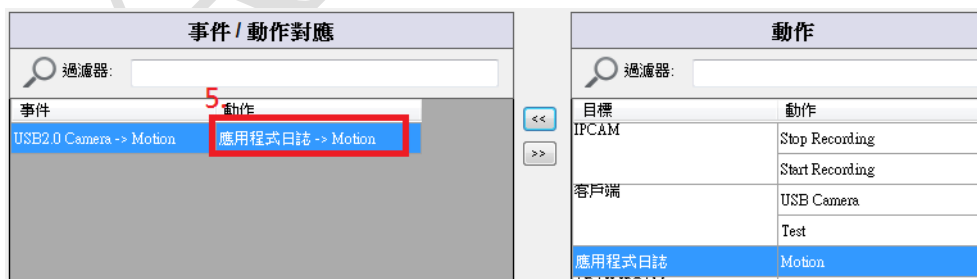 事件 / 動作對應
過濾器:
事件 動作
5.
USB2.0 Camera -> Motion 應用程式日誌 -> Motion
<<
>>
動作
過濾器:
目標 動作
IPCAM Stop Recording
Start Recording
客戶端 USB Camera
Test
應用程式日誌 Motion